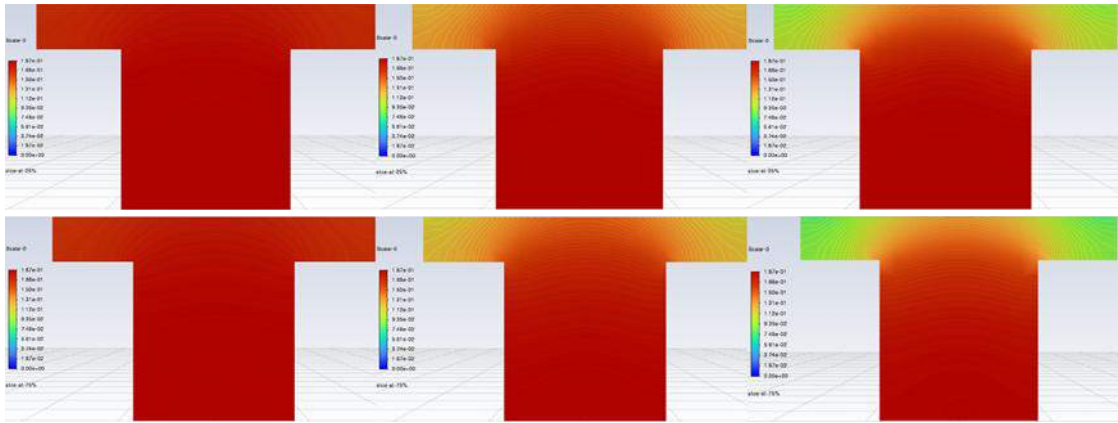 Scalar-0
1.87e-01
1.68e-01
1.50e-01
1.31e-01
1.12e-01
9.35e-02
7.48e-02
5.61e-02
3.74e-02
1.87e-02
0.00e+00
slice-at-25%
Scalar-0
1.87e-01
1.68e-01
1.50e-01
1.31e-01
1.12e-01
9.35e-02
7.48e-02
5.61e-02
3.74e-02
1.87e-02
0.00e+00
slice-at-25%
Scalar-0
1.87e-01
1.68e-01
1.50e-01
1.31e-01
1.12e-01
9.35e-02
7.48e-02
5.61e-02
3.74e-02
1.87e-02
0.00e+00
slice-at-25%
Scalar-0
1.87e-01
1.68e-01
1.50e-01
1.31e-01
1.12e-01
9.35e-02
7.48e-02
5.61e-02
3.74e-02
1.87e-02
0.00e+00
slice-at-75%
Scalar-0
1.87e-01
1.68e-01
1.50e-01
1.31e-01
1.12e-01
9.35e-02
7.48e-02
5.61e-02
3.74e-02
1.87e-02
0.00e+00
slice-at-75%
Scalar-0
1.87e-01
1.68e-01
1.50e-01
1.31e-01
1.12e-01
9.35e-02
7.48e-02
5.61e-02
3.74e-02
1.87e-02
0.00e+00
slice-at-75%